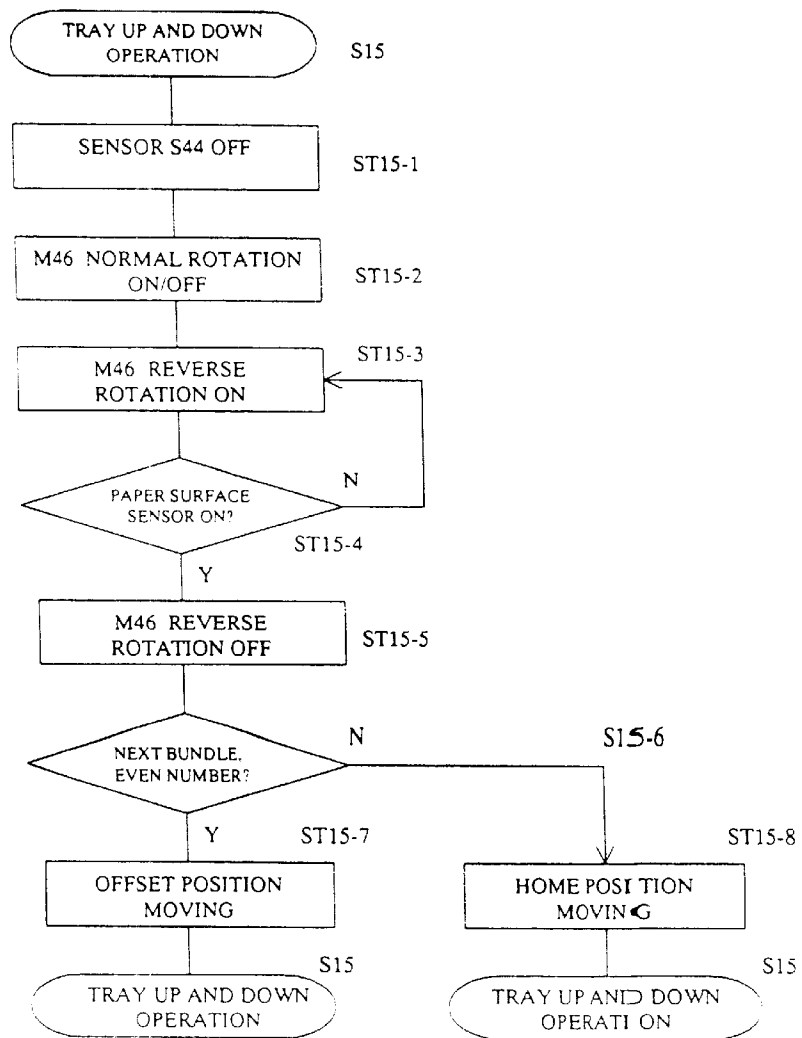 TRAY UP AND DOWN
OPERATION
S15
SENSOR S44 OFF
ST15-1
M46 NORMAL ROTATION
ON/OFF
ST15-2
ST15-3
M46 REVERSE
ROTATION ON
N
PAPER SURFACE
SENSOR ON?
ST15-4
Y
M46 REVERSE
ROTATION OFF
ST15-5
N
S15-6
NEXT BUNDLE,
EVEN NUMBER?
Y
ST15-7
ST15-8
OFFSET POSITION
MOVING
HOME POSITION
MOVING
S15
S15
TRAY UP AND DOWN
OPERATION
TRAY UP AND DOWN
OPERATION